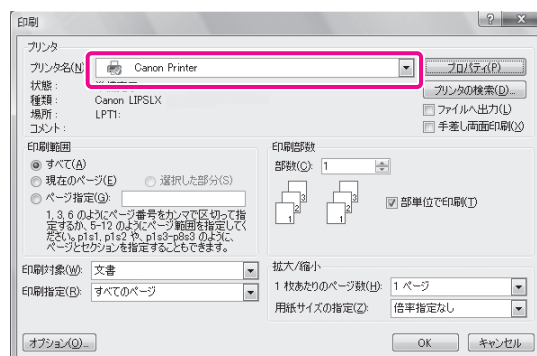 印刷
プリンタ
プリンタ名(N)
Canon Printer
プロパティ(P)
状態：
プリンタの検索(D)...
種類：
Canon LIPSLX
場所：
LPT1:
ファイルへ出力(L)
コメント：
手差し両面印刷(X)
印刷範囲
すべて(A)
現在のページ(E)
選択した部分(S)
ページ指定(G):
1, 3, 6 のようにページ番号をカンマで区切って指
定するか、5-12 のようにページ範囲を指定してく
ださい。p1s1, p1s2 や、p1s3-p8s3 のように、
ページとセクションを指定することもできます。
印刷部数
部数(C):
1
3
2
1
3
2
1
部単位で印刷(T)
印刷対象(W):
文書
印刷指定(R):
すべてのページ
拡大/縮小
1 枚あたりのページ数(H):
1 ページ
用紙サイズの指定(Z):
倍率指定なし
オプション(O)...
OK
キャンセル